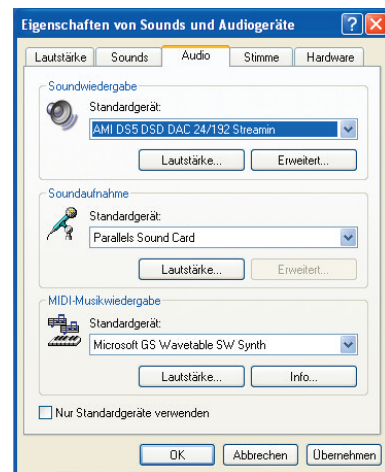 Eigenschaften von Sounds und Audiogeräte
Lautstärke Sounds Audio Stimme Hardware
Soundwiedergabe
Standardgerät:
AMI DS5 DSD DAC 24/192 Streamin
Lautstärke... Erweitert...
Soundaufnahme
Standardgerät:
Parallels Sound Card
Lautstärke... Erweitert...
MIDI-Musikwiedergabe
Standardgerät:
Microsoft GS Wavetable SW Synth
Lautstärke... Info...
Nur Standardgeräte verwenden
OK Abbrechen Übernehmen